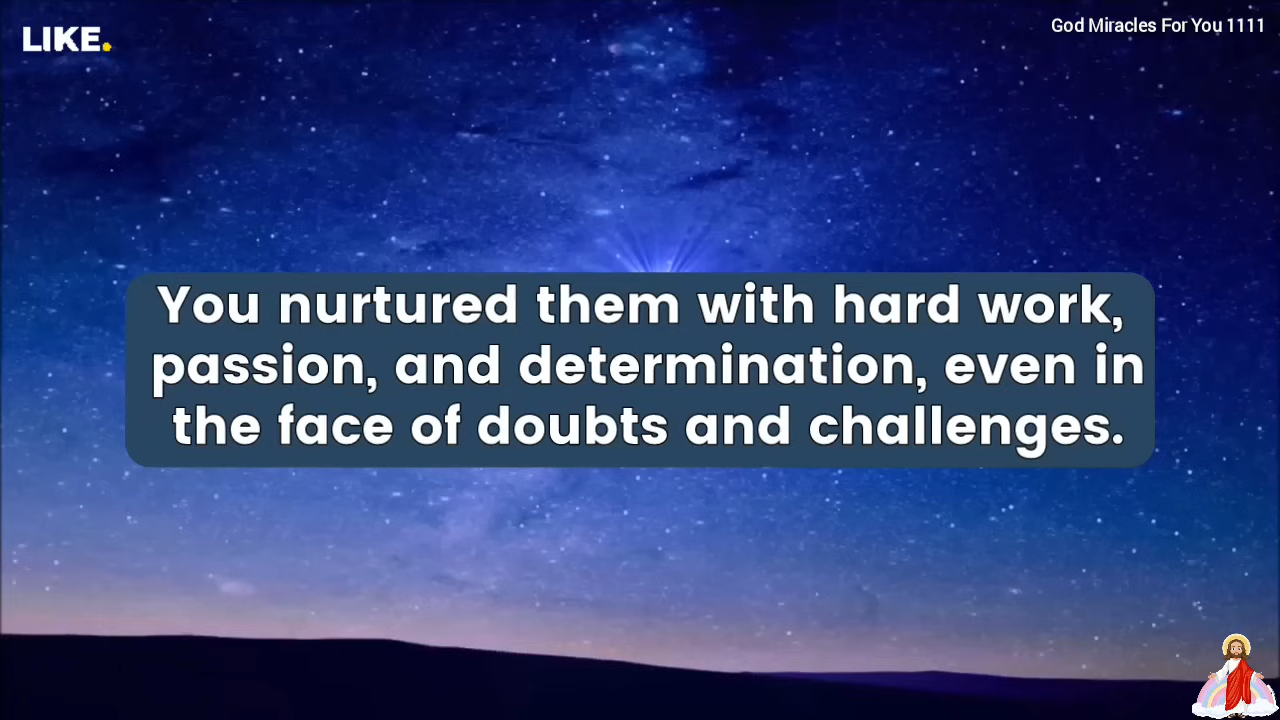 LIKE.
God Miracles For You 1111
You nurtured them with hard work,
passion, and determination, even in
the face of doubts and challenges.